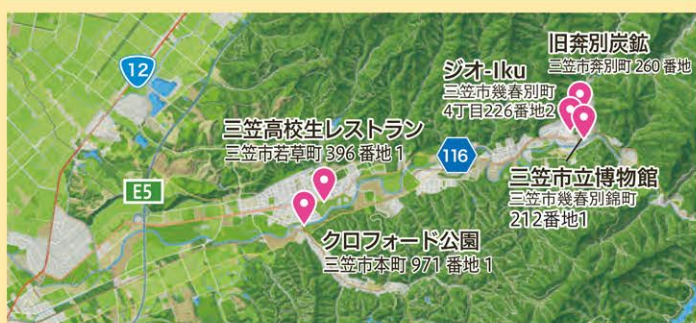 12
旧奔別炭鉱
三笠市奔別町 260 番地
ジオ-Iku
三笠市幾春別町
4丁目226番地2
三笠高校生レストラン
三笠市若草町 396 番地 1
116
E5
三笠市立博物館
三笠市幾春別錦町
212番地1
クロフォード公園
三笠市本町 971 番地 1